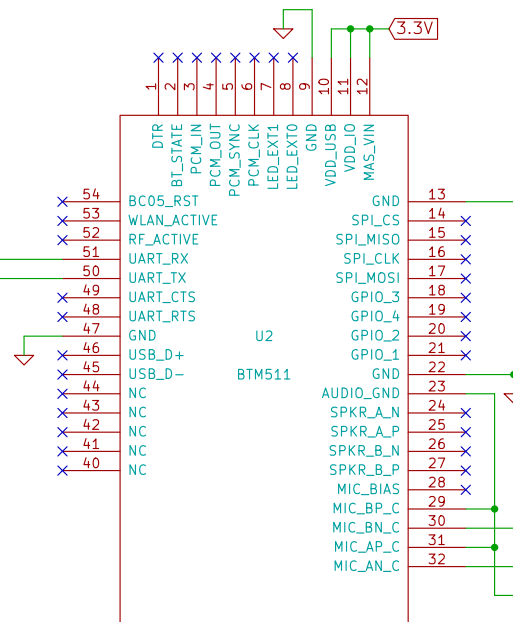 3.3V
1 2 3 4 5 6 7 8 9 10 11 12
DTR BT_STATE PCM_IN PCM_OUT PCM_SYNC PCM_CLK LED_EXT1 LED_EXT0 GND VDD_USB VDD_IO MAS_VIN
54 BC05_RST GND 13
53 WLAN_ACTIVE SPI_CS 14
52 RF_ACTIVE SPI_MISO 15
51 UART_RX SPI_CLK 16
50 UART_TX SPI_MOSI 17
49 UART_CTS GPIO_3 18
48 UART_RTS GPIO_4 19
47 GND U2 GPIO_2 20
46 USB_D+ GPIO_1 21
45 USB_D- BTM511 GND 22
44 NC AUDIO_GND 23
43 NC SPKR_A_N 24
42 NC SPKR_A_P 25
41 NC SPKR_B_N 26
40 NC SPKR_B_P 27
MIC_BIAS 28
MIC_BP_C 29
MIC_BN_C 30
MIC_AP_C 31
MIC_AN_C 32